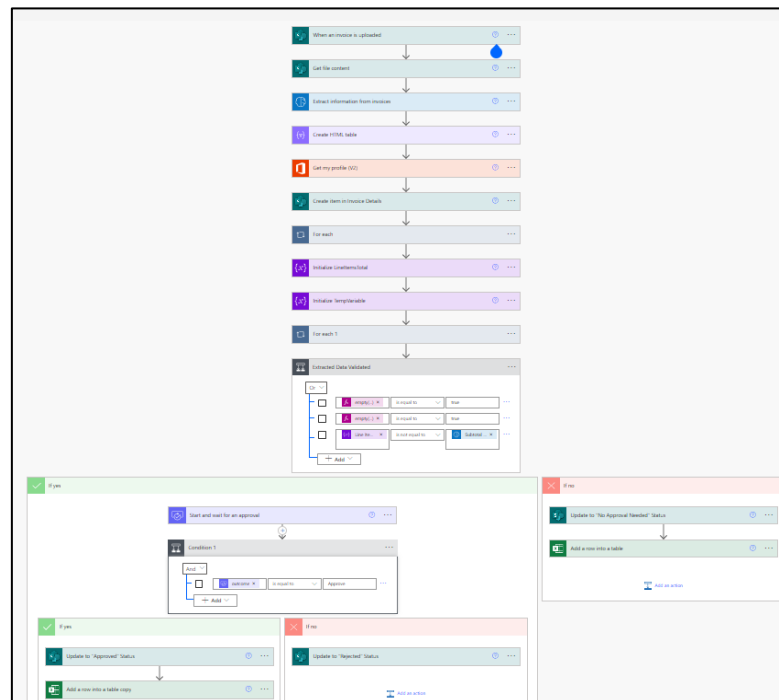 When an invoice is uploaded
Get file content
Extract information from invoices
Create HTML table
Get my profile (V2)
Create item in Invoice Details
For each
Initialize LineItemsTotal
Initialize TempVariable
For each 1
Extracted Data Validated
Or
empty(...) × is equal to true
empty(...) × is equal to true
Line Ite... × is not equal to Subtotal ... ×
+ Add
If yes
If no
Start and wait for an approval
Update to "No Approval Needed" Status
Condition 1
Add a row into a table
And
Outcome × is equal to Approve
Add an action
+ Add
If yes
If no
Update to "Approved" Status
Update to "Rejected" Status
Add a row into a table copy
Add an action